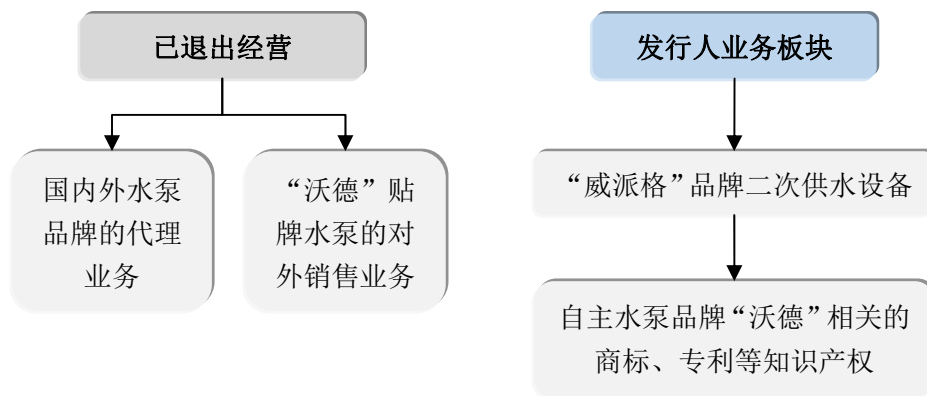 已退出经营
国内外水泵
品牌的代理
业务
“沃德”贴
牌水泵的对
外销售业务
发行人业务板块
“威派格”品牌二次供水设备
自主水泵品牌“沃德”相关的
商标、专利等知识产权